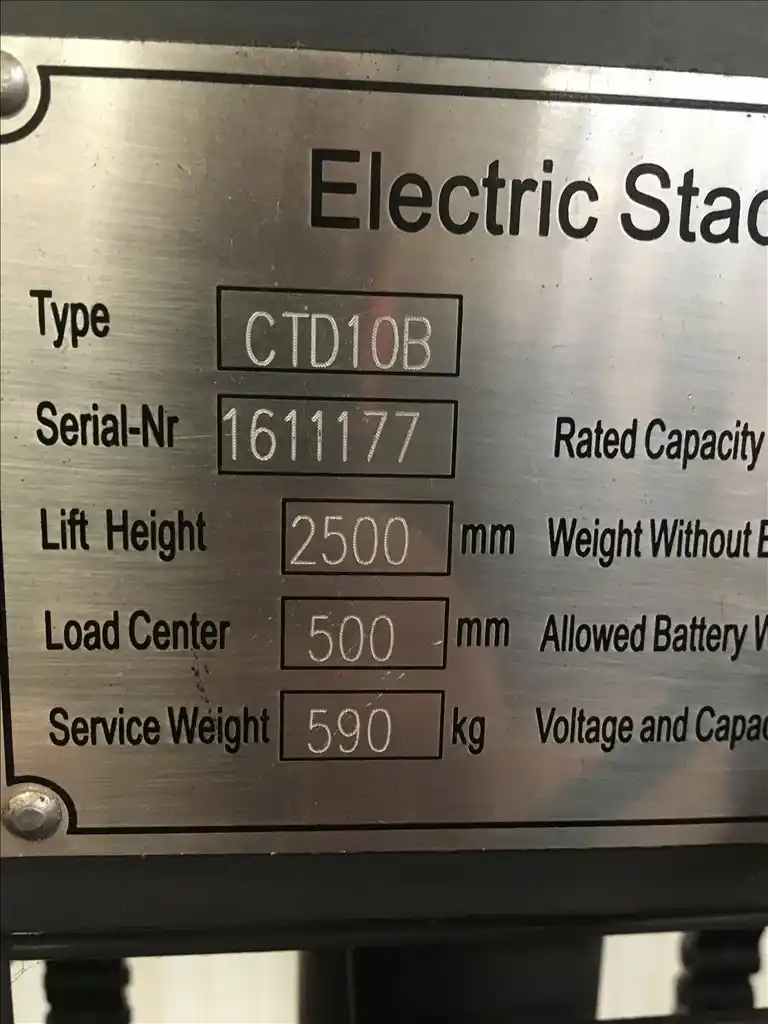 Electric Stac
Type CTD10B
Serial-Nr 1611177 Rated Capacity
Lift Height 2500 mm Weight Without
Load Center 500 mm Allowed Battery
Service Weight 590 kg Voltage and Capac